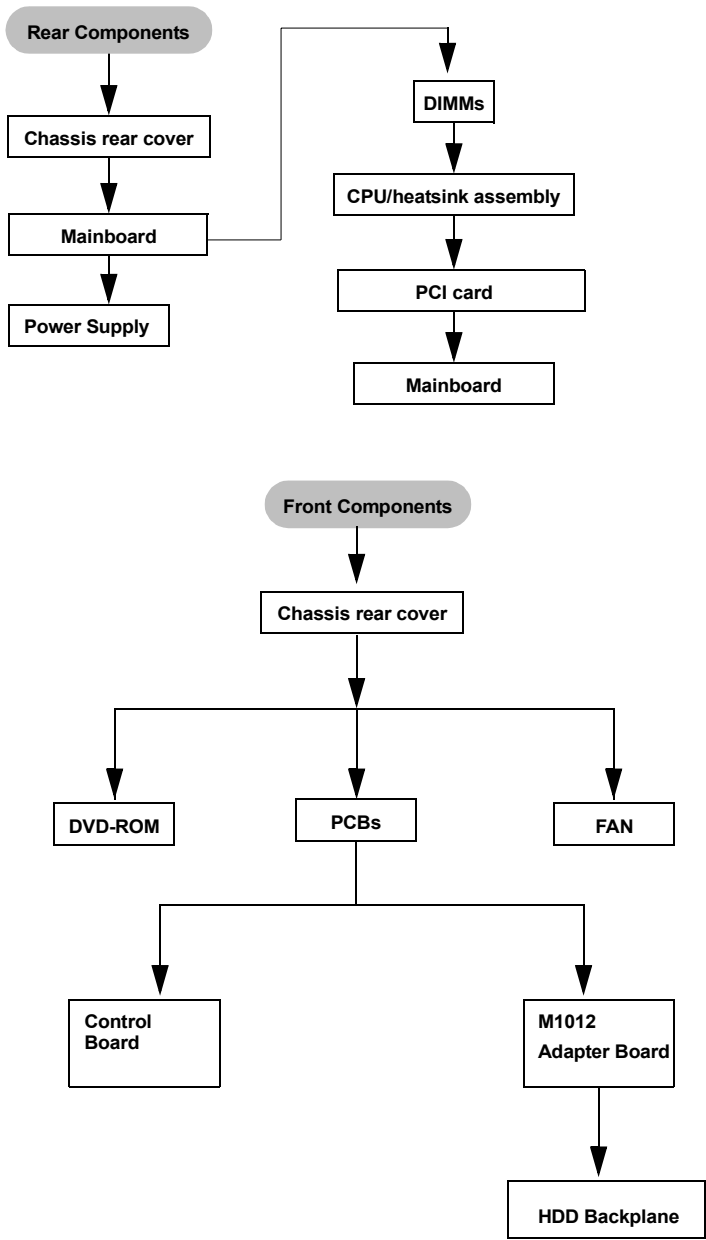 Rear Components
Chassis rear cover
Mainboard
Power Supply
DIMMs
CPU/heatsink assembly
PCI card
Mainboard
Front Components
Chassis rear cover
DVD-ROM
PCBs
FAN
Control
Board
M1012
Adapter Board
HDD Backplane